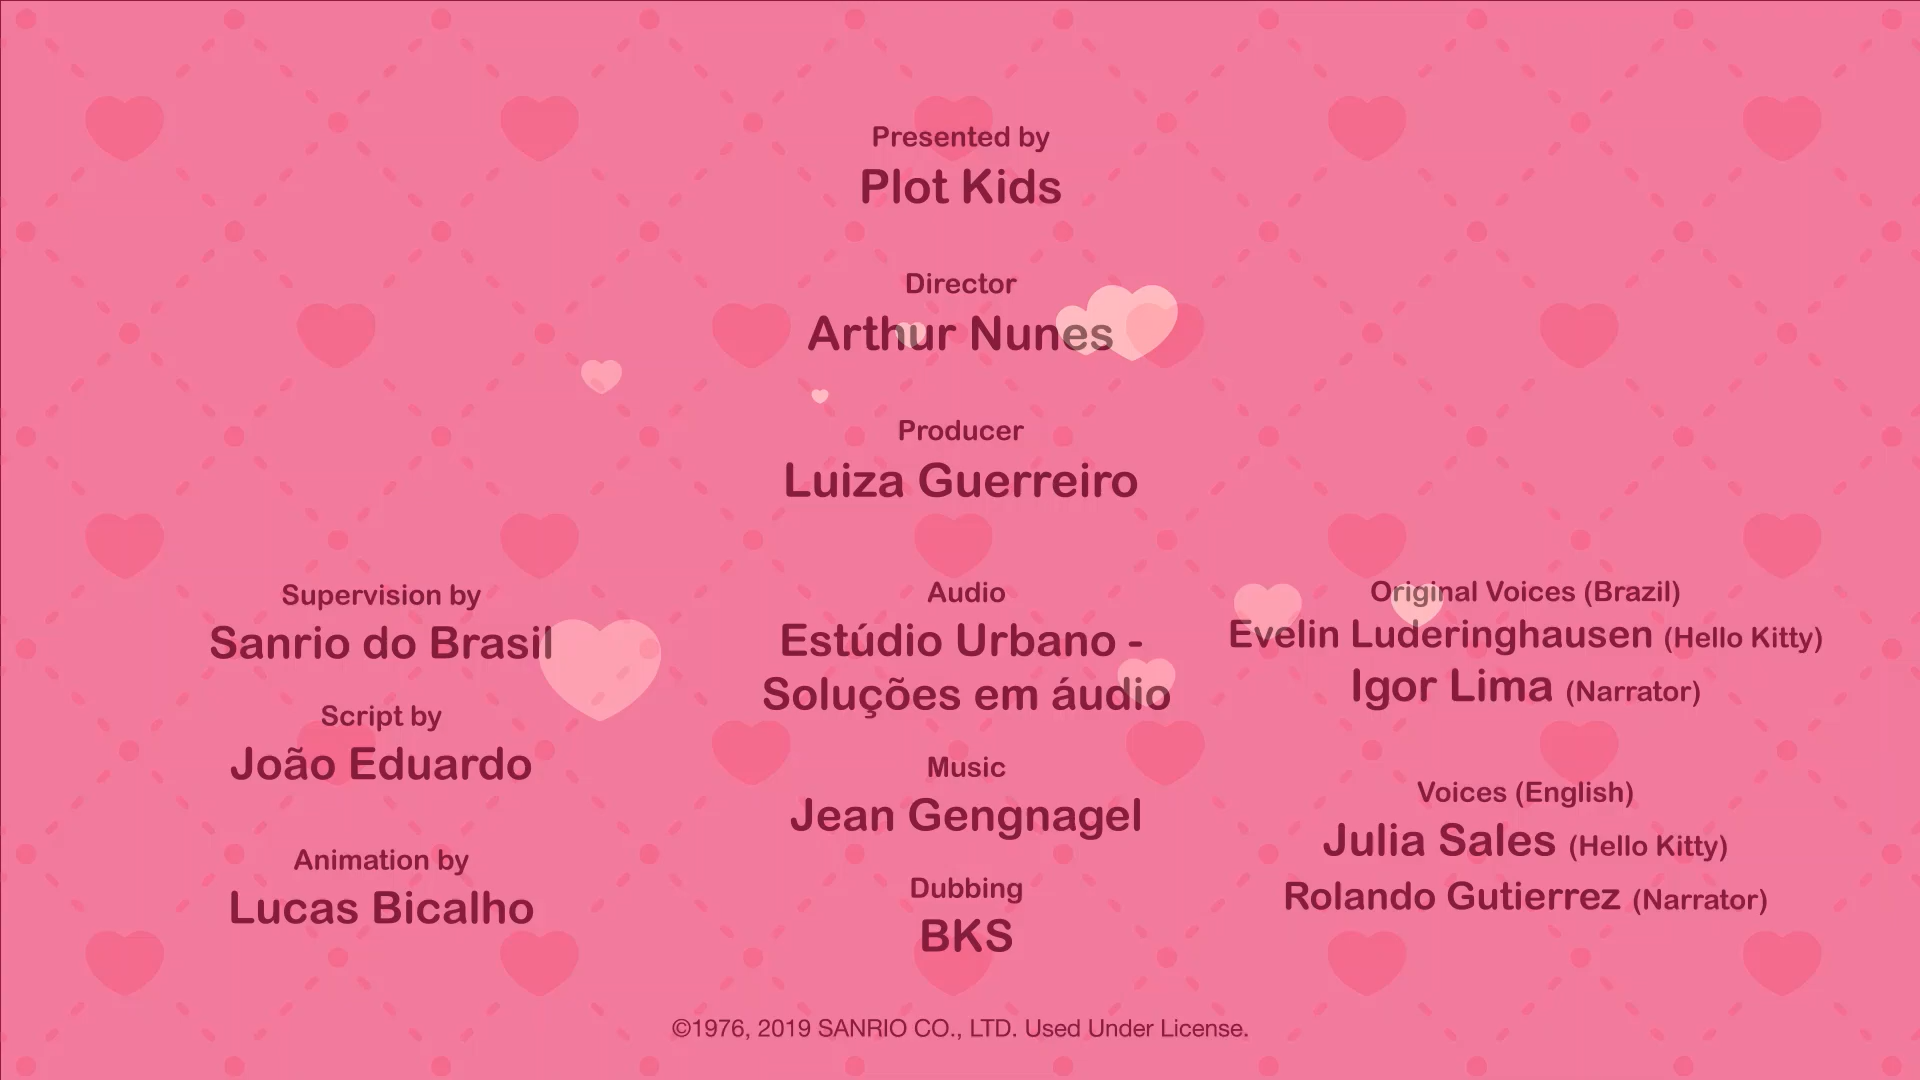 Presented by
Plot Kids
Director
Arthur Nunes
Producer
Luiza Guerreiro
Supervision by
Sanrio do Brasil
Script by
João Eduardo
Animation by
Lucas Bicalho
Audio
Estúdio Urbano -
Soluções em áudio
Music
Jean Gengnagel
Dubbing
BKS
Original Voices (Brazil)
Evelin Luderinghausen (Hello Kitty)
Igor Lima (Narrator)
Voices (English)
Julia Sales (Hello Kitty)
Rolando Gutierrez (Narrator)
©1976, 2019 SANRIO CO., LTD. Used Under License.